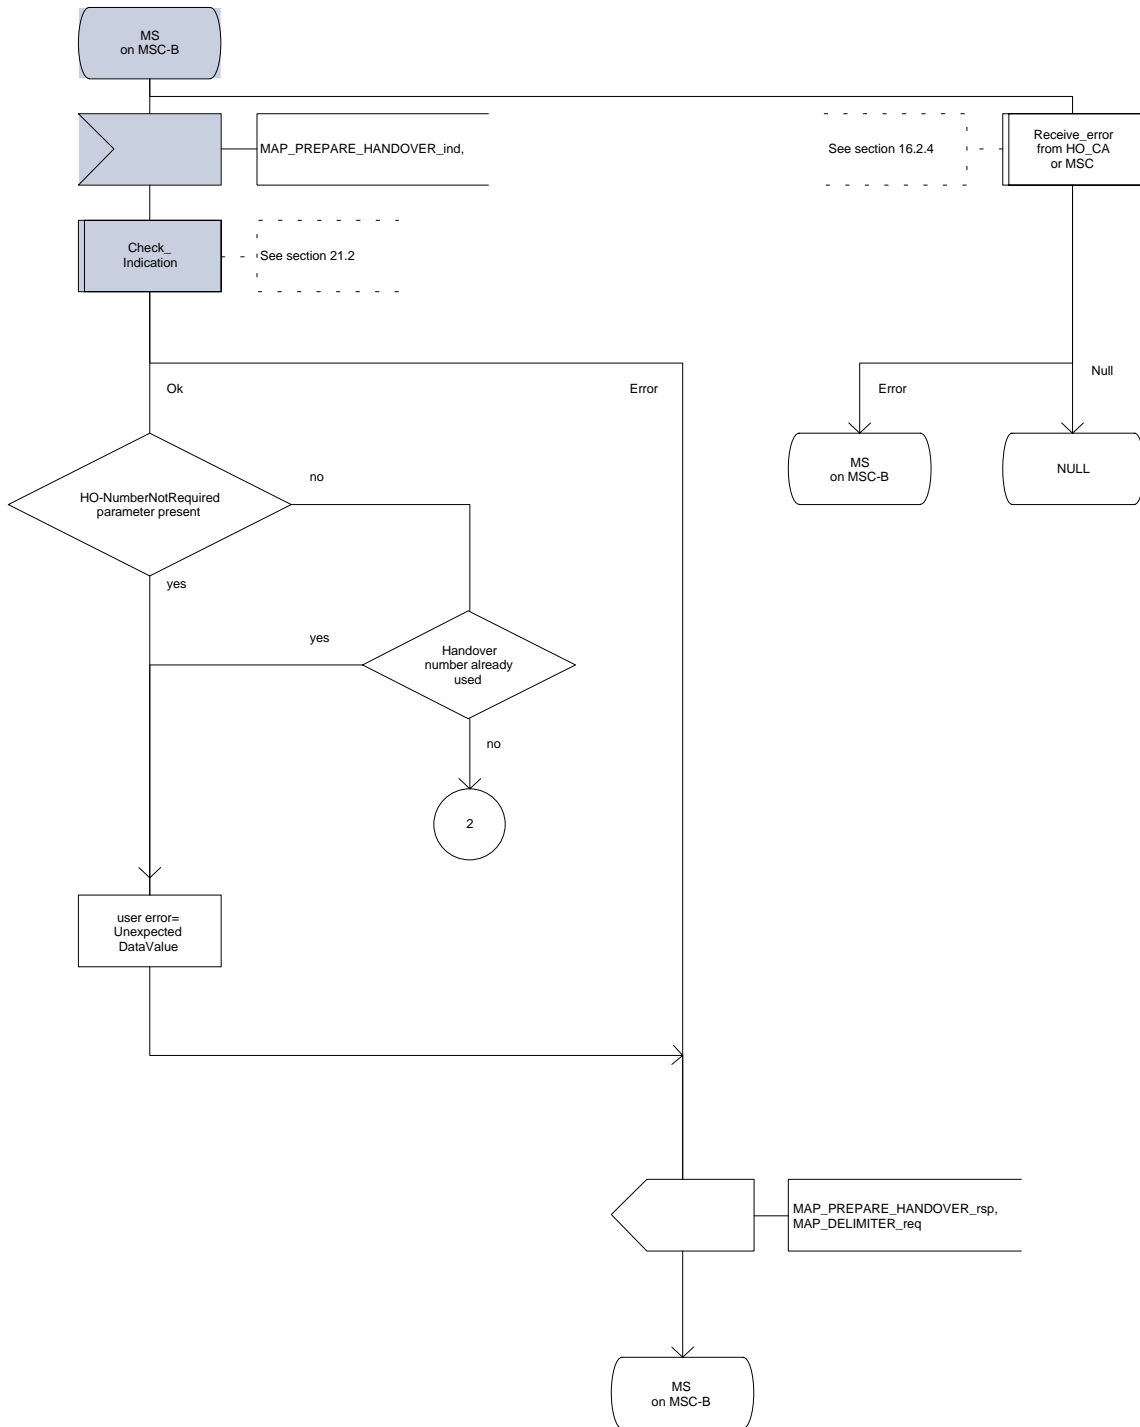 MS
on MSC-B
MAP_PREPARE_HANDOVER_ind,
See section 16.2.4
Receive_error
from HO_CA
or MSC
Check_
Indication
See section 21.2
Ok
Error
Error
Null
HO-NumberNotRequired
parameter present
no
yes
MS
on MSC-B
NULL
yes
Handover
number already
used
no
2
user error=
Unexpected
DataValue
MAP_PREPARE_HANDOVER_rsp,
MAP_DELIMITER_req
MS
on MSC-B